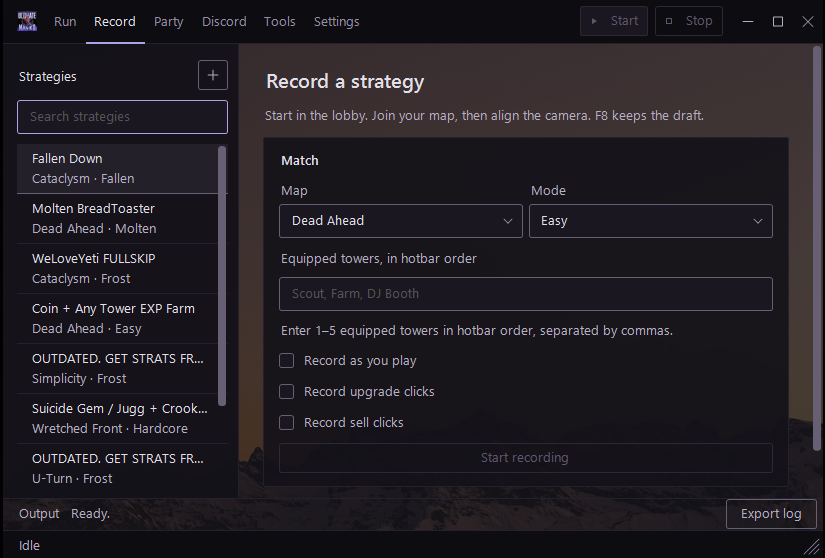 Run Record Party Discord Tools Settings Start Stop
Strategies
Search strategies
Fallen Down
Cataclysm · Fallen
Molten BreadToaster
Dead Ahead · Molten
WeLoveYeti FULLSKIP
Cataclysm · Frost
Coin + Any Tower EXP Farm
Dead Ahead · Easy
OUTDATED. GET STRATS FR...
Simplicity · Frost
Suicide Gem / Jugg + Crook...
Wretched Front · Hardcore
OUTDATED. GET STRATS FR...
U-Turn · Frost
Record a strategy
Start in the lobby. Join your map, then align the camera. F8 keeps the draft.
Match
Map Mode
Dead Ahead Easy
Equipped towers, in hotbar order
Scout, Farm, DJ Booth
Enter 1–5 equipped towers in hotbar order, separated by commas.
Record as you play
Record upgrade clicks
Record sell clicks
Start recording
Output Ready. Export log
Idle